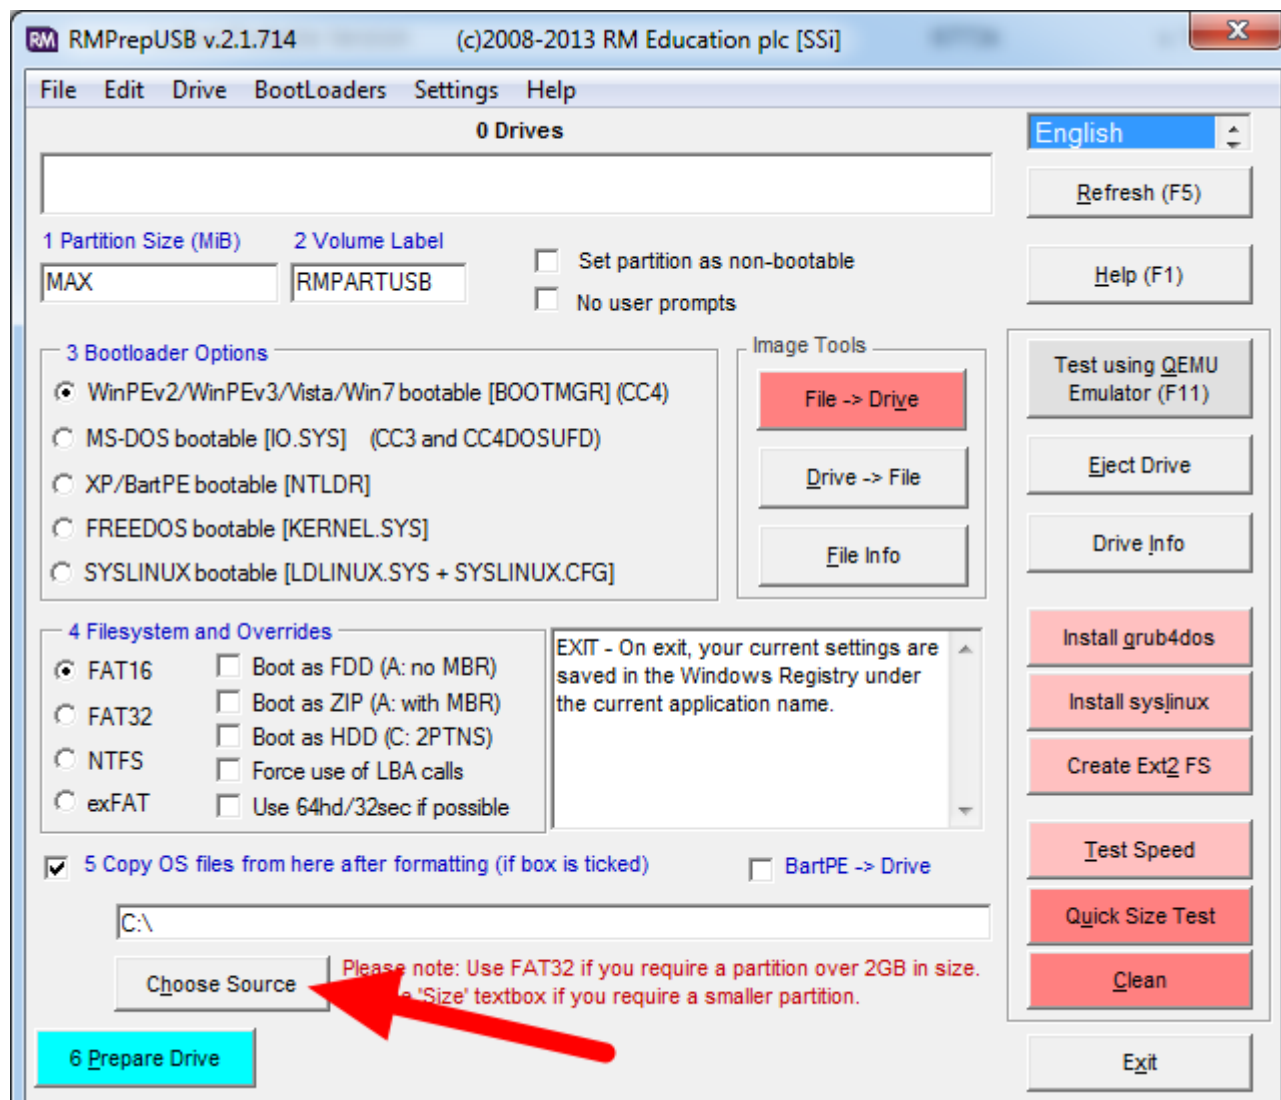 RM RMPrepUSB v.2.1.714 (c)2008-2013 RM Education plc [SSi] X
File Edit Drive BootLoaders Settings Help
0 Drives
English
Refresh (F5)
1 Partition Size (MiB) 2 Volume Label
MAX RMPARTUSB
Set partition as non-bootable
No user prompts
Help (F1)
3 Bootloader Options
WinPEv2/WinPEv3/Vista/Win7 bootable [BOOTMGR] (CC4)
MS-DOS bootable [IO.SYS] (CC3 and CC4DOSUFD)
XP/BartPE bootable [NTLDR]
FREEDOS bootable [KERNEL.SYS]
SYSLINUX bootable [LDLINUX.SYS + SYSLINUX.CFG]
Image Tools
File -> Drive
Drive -> File
File Info
Test using QEMU
Emulator (F11)
Eject Drive
Drive Info
4 Filesystem and Overrides
FAT16
FAT32
NTFS
exFAT
Boot as FDD (A: no MBR)
Boot as ZIP (A: with MBR)
Boot as HDD (C: 2PTNS)
Force use of LBA calls
Use 64hd/32sec if possible
EXIT - On exit, your current settings are
saved in the Windows Registry under
the current application name.
Install grub4dos
Install syslinux
Create Ext2 FS
Test Speed
Quick Size Test
Clean
5 Copy OS files from here after formatting (if box is ticked)
BartPE -> Drive
C:\
Choose Source
Please note: Use FAT32 if you require a partition over 2GB in size.
'Size' textbox if you require a smaller partition.
6 Prepare Drive
Exit